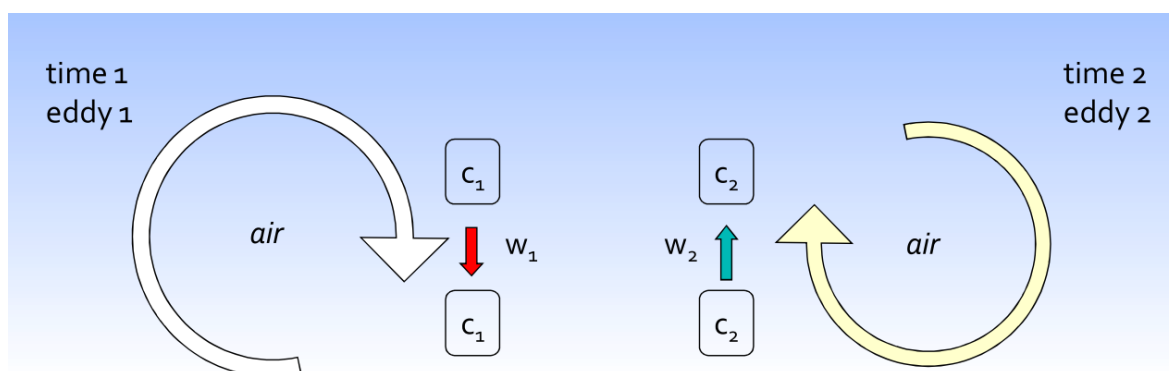 time 1
eddy 1
time 2
eddy 2
c₁
c₂
air
w₁
w₂
air
c₁
c₂